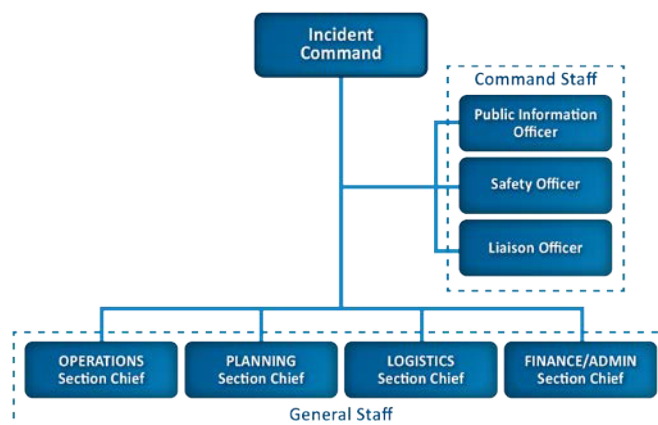 Incident
Command
Command Staff
Public Information
Officer
Safety Officer
Liaison Officer
OPERATIONS
Section Chief
PLANNING
Section Chief
LOGISTICS
Section Chief
FINANCE/ADMIN
Section Chief
General Staff